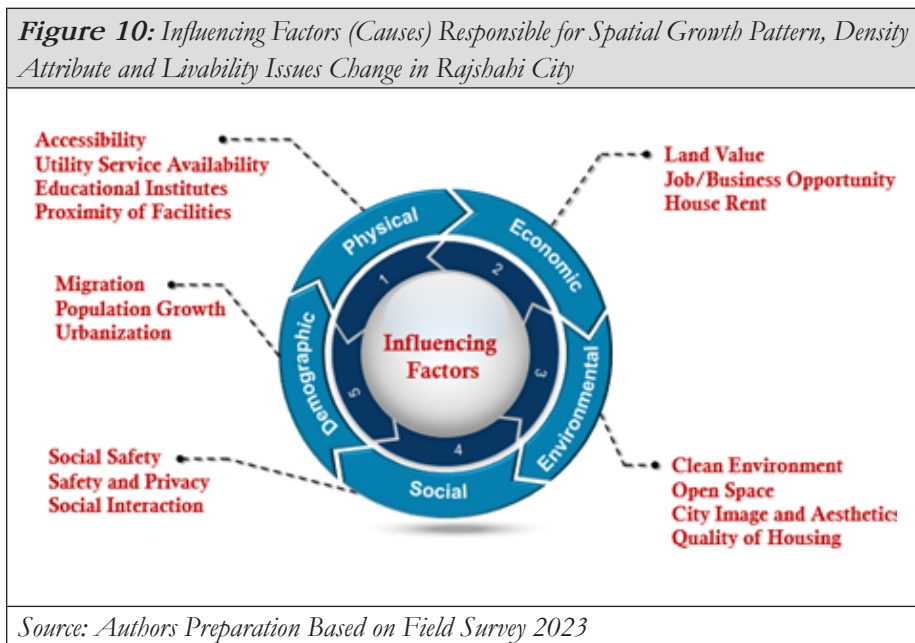 Figure 10: Influencing Factors (Causes) Responsible for Spatial Growth Pattern, Density
Attribute and Livability Issues Change in Rajshahi City
Accessibility
Utility Service Availability
Educational Institutes
Proximity of Facilities
Land Value
Job/Business Opportunity
House Rent
Migration
Population Growth
Urbanization
Social Safety
Safety and Privacy
Social Interaction
Clean Environment
Open Space
City Image and Aesthetics
Quality of Housing
Physical
Economic
Environmental
Social
Demographic
1
2
3
4
5
Influencing
Factors
Source: Authors Preparation Based on Field Survey 2023